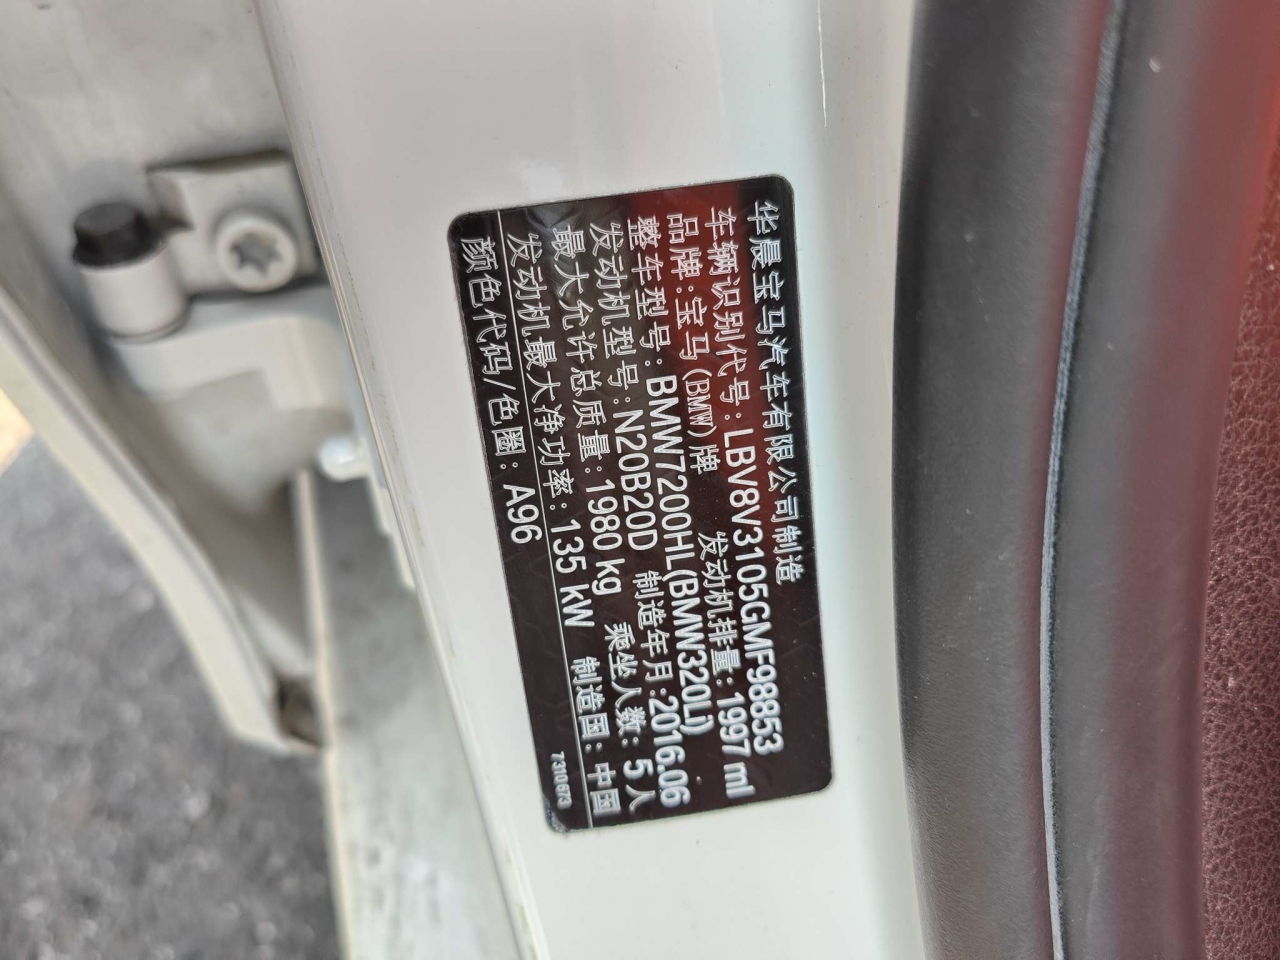 华晨宝马汽车有限公司制造
车辆识别代号:LBV8V3105GMF98853
品牌:宝马(BMW)牌 发动机排量:1997 ml
整车型号:BMW7200HL(BMW320Li)
发动机型号:N20B20D 制造年月:2016.06
最大允许总质量:1980 kg 乘坐人数:5人
发动机最大净功率:135 kW 制造国:中国
颜色代码/色圈:A96 7310973